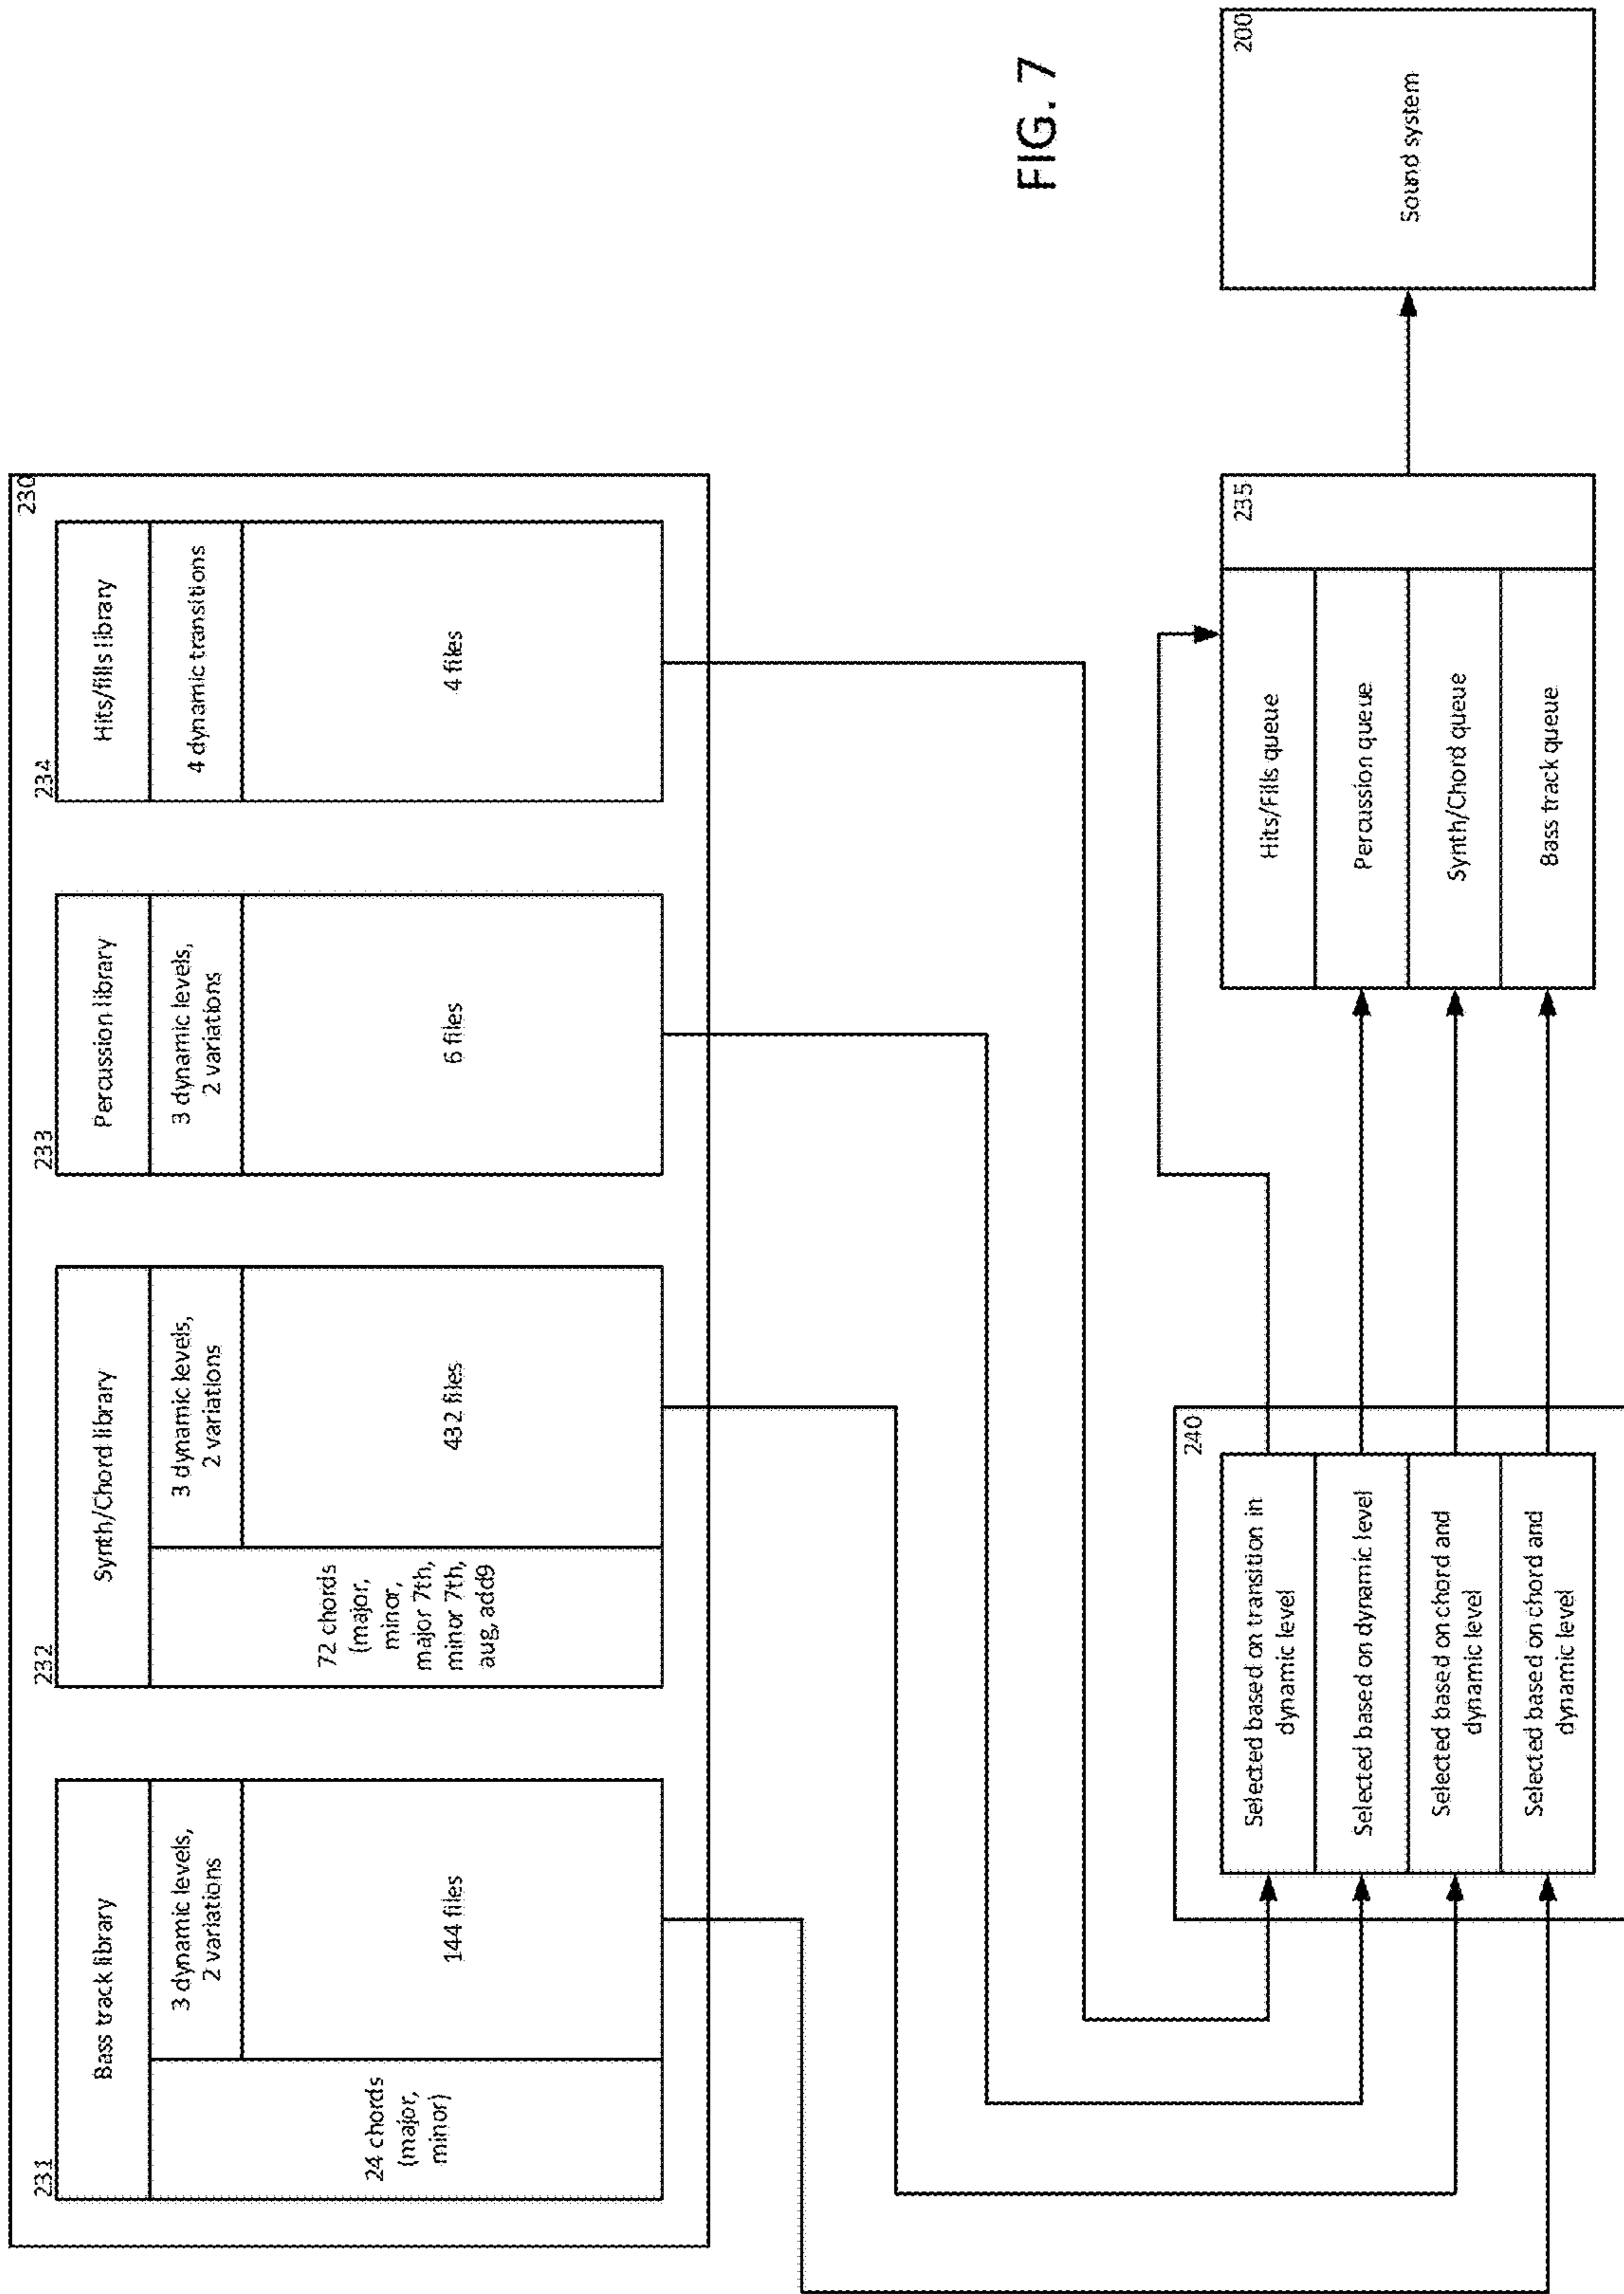 230
231
Bass track library
24 chords
(major,
minor)
3 dynamic levels,
2 variations
144 files
232
Synth/Chord library
72 chords
(major,
minor,
major 7th,
minor 7th,
aug, add9
3 dynamic levels,
2 variations
432 files
233
Percussion library
3 dynamic levels,
2 variations
6 files
234
Hits/fills library
4 dynamic transitions
4 files
FIG. 7
240
Selected based on transition in
dynamic level
Selected based on dynamic level
Selected based on chord and
dynamic level
Selected based on chord and
dynamic level
235
Hits/Fills queue
Percussion queue
Synth/Chord queue
Bass track queue
200
Sound system